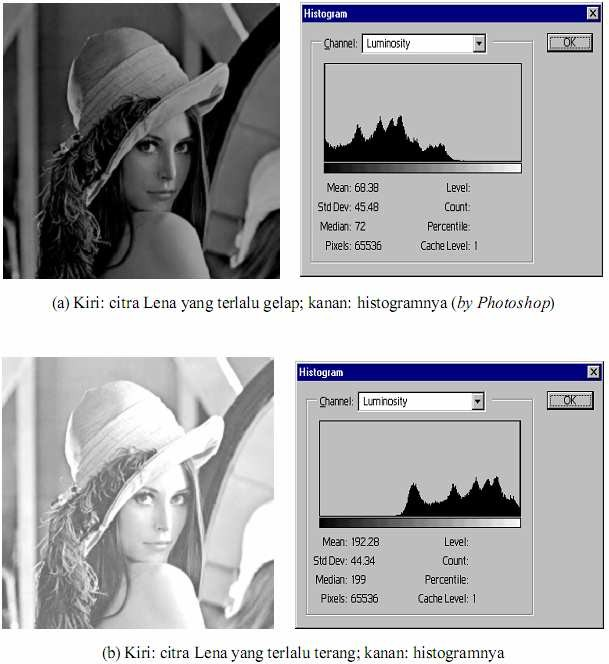 Histogram
Channel: Luminosity
OK
Mean: 68.38 Level:
Std Dev: 45.48 Count:
Median: 72 Percentile:
Pixels: 65536 Cache Level: 1
(a) Kiri: citra Lena yang terlalu gelap; kanan: histogramnya (by Photoshop)
Histogram
Channel: Luminosity
OK
Mean: 192.28 Level:
Std Dev: 44.34 Count:
Median: 199 Percentile:
Pixels: 65536 Cache Level: 1
(b) Kiri: citra Lena yang terlalu terang; kanan: histogramnya